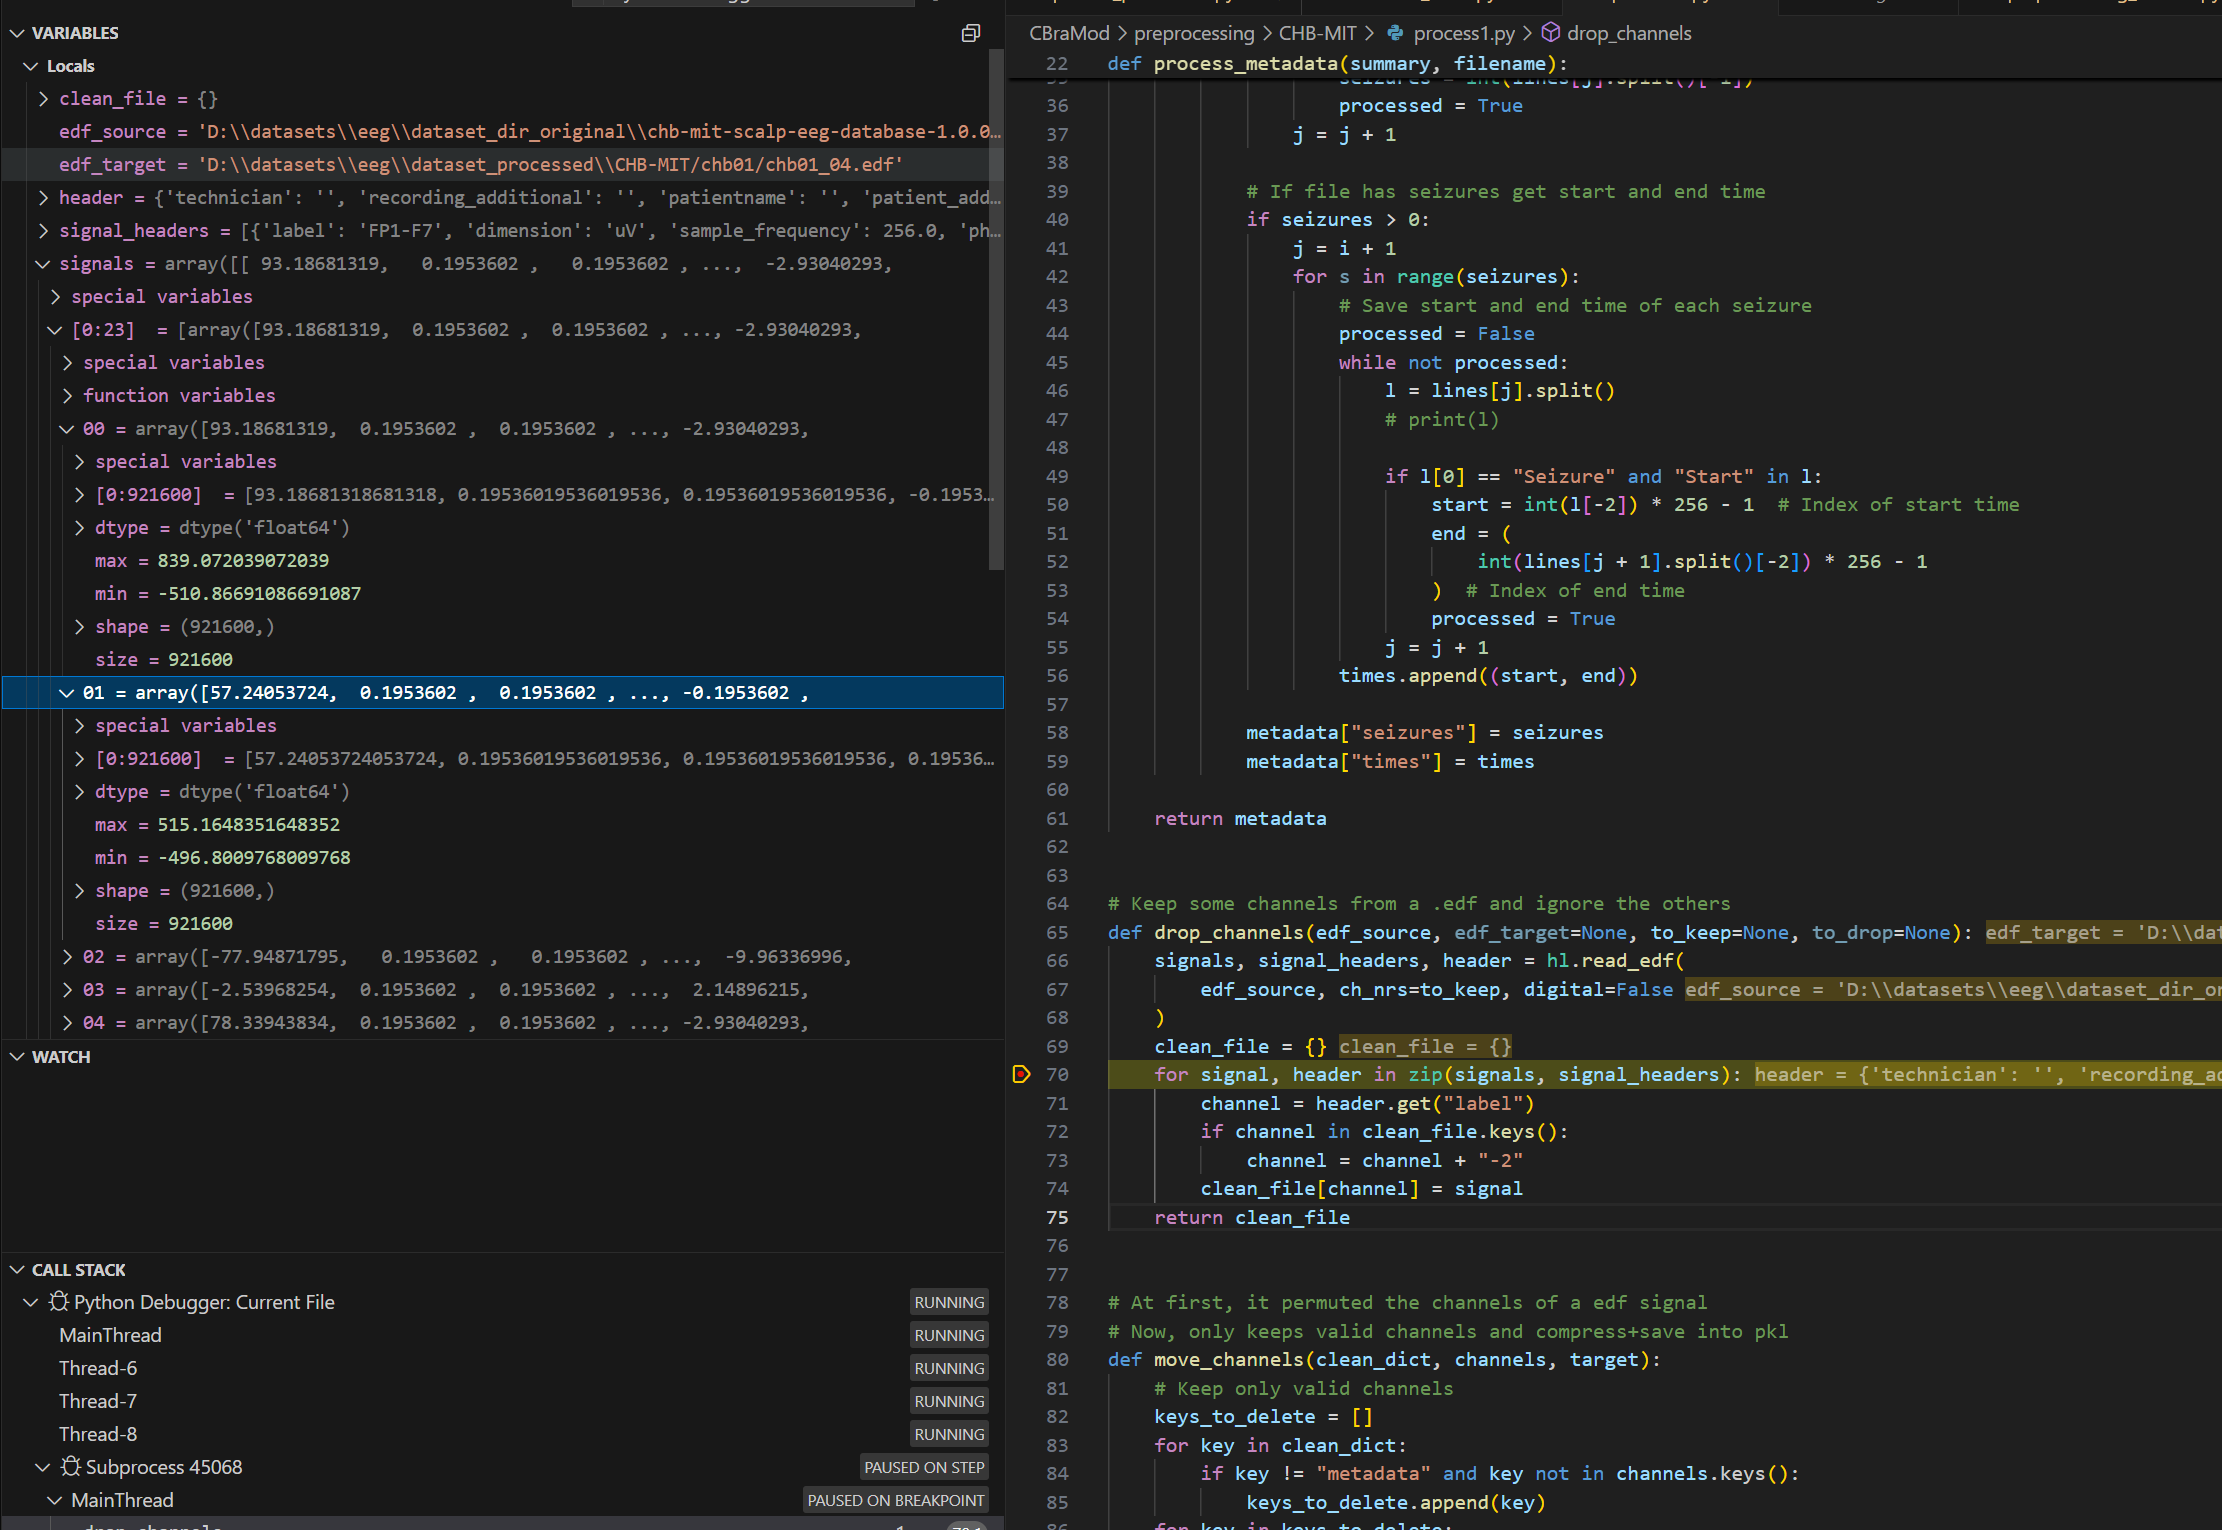 VARIABLES
Locals
clean_file = {}
edf_source = 'D:\\datasets\\eeg\\dataset_dir_original\\chb-mit-scalp-eeg-database-1.0.0…
edf_target = 'D:\\datasets\\eeg\\dataset_processed\\CHB-MIT/chb01/chb01_04.edf'
header = {'technician': '', 'recording_additional': '', 'patientname': '', 'patient_add…
signal_headers = [{'label': 'FP1-F7', 'dimension': 'uV', 'sample_frequency': 256.0, 'ph…
signals = array([[ 93.18681319,   0.1953602 ,   0.1953602 , ...,  -2.93040293,
special variables
[0:23]  = [array([93.18681319,  0.1953602 ,  0.1953602 , ..., -2.93040293,
special variables
function variables
00 = array([93.18681319,  0.1953602 ,  0.1953602 , ..., -2.93040293,
special variables
[0:921600]  = [93.18681318681318, 0.19536019536019536, 0.19536019536019536, -0.1953…
dtype = dtype('float64')
max = 839.072039072039
min = -510.86691086691087
shape = (921600,)
size = 921600
01 = array([57.24053724,  0.1953602 ,  0.1953602 , ..., -0.1953602 ,
special variables
[0:921600]  = [57.24053724053724, 0.19536019536019536, 0.19536019536019536, 0.19536…
dtype = dtype('float64')
max = 515.1648351648352
min = -496.8009768009768
shape = (921600,)
size = 921600
02 = array([-77.94871795,   0.1953602 ,   0.1953602 , ...,  -9.96336996,
03 = array([-2.53968254,  0.1953602 ,  0.1953602 , ...,  2.14896215,
04 = array([78.33943834,  0.1953602 ,  0.1953602 , ..., -2.93040293,
WATCH
CALL STACK
Python Debugger: Current File RUNNING
MainThread RUNNING
Thread-6 RUNNING
Thread-7 RUNNING
Thread-8 RUNNING
Subprocess 45068 PAUSED ON STEP
MainThread PAUSED ON BREAKPOINT
CBraMod > preprocessing > CHB-MIT > process1.py > drop_channels
22 def process_metadata(summary, filename):
36 processed = True
37 j = j + 1
38
39 # If file has seizures get start and end time
40 if seizures > 0:
41 j = i + 1
42 for s in range(seizures):
43 # Save start and end time of each seizure
44 processed = False
45 while not processed:
46 l = lines[j].split()
47 # print(l)
48
49 if l[0] == "Seizure" and "Start" in l:
50 start = int(l[-2]) * 256 - 1  # Index of start time
51 end = (
52 int(lines[j + 1].split()[-2]) * 256 - 1
53 )  # Index of end time
54 processed = True
55 j = j + 1
56 times.append((start, end))
57
58 metadata["seizures"] = seizures
59 metadata["times"] = times
60
61 return metadata
62
63
64 # Keep some channels from a .edf and ignore the others
65 def drop_channels(edf_source, edf_target=None, to_keep=None, to_drop=None): edf_target = 'D:\\dat
66 signals, signal_headers, header = hl.read_edf(
67 edf_source, ch_nrs=to_keep, digital=False edf_source = 'D:\\datasets\\eeg\\dataset_dir_or
68 )
69 clean_file = {} clean_file = {}
70 for signal, header in zip(signals, signal_headers): header = {'technician': '', 'recording_ad
71 channel = header.get("label")
72 if channel in clean_file.keys():
73 channel = channel + "-2"
74 clean_file[channel] = signal
75 return clean_file
76
77
78 # At first, it permuted the channels of a edf signal
79 # Now, only keeps valid channels and compress+save into pkl
80 def move_channels(clean_dict, channels, target):
81 # Keep only valid channels
82 keys_to_delete = []
83 for key in clean_dict:
84 if key != "metadata" and key not in channels.keys():
85 keys_to_delete.append(key)